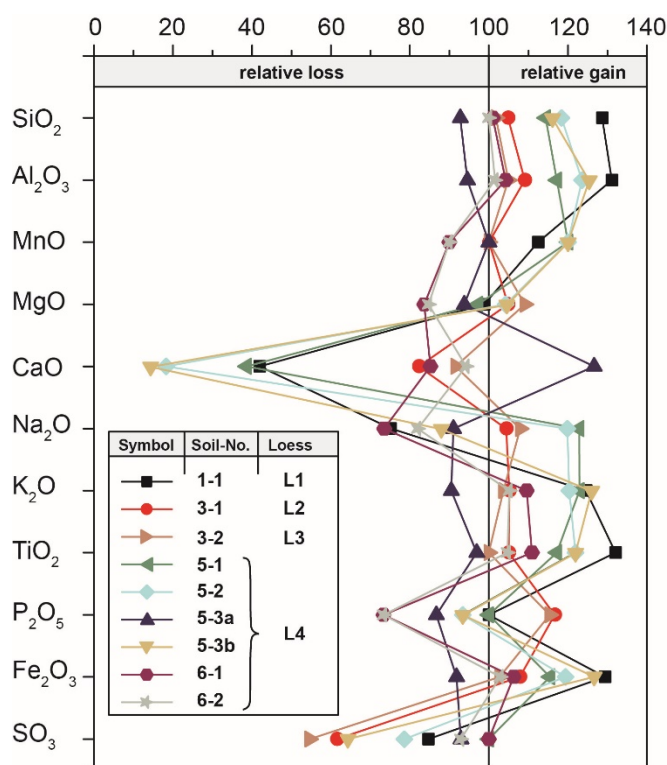 0 20 40 60 80 100 120 140
relative loss relative gain
SiO₂
Al₂O₃
MnO
MgO
CaO
Na₂O
K₂O
TiO₂
P₂O₅
Fe₂O₃
SO₃
Symbol Soil-No. Loess
1-1 L1
3-1 L2
3-2 L3
5-1
5-2
5-3a
L4
5-3b
6-1
6-2